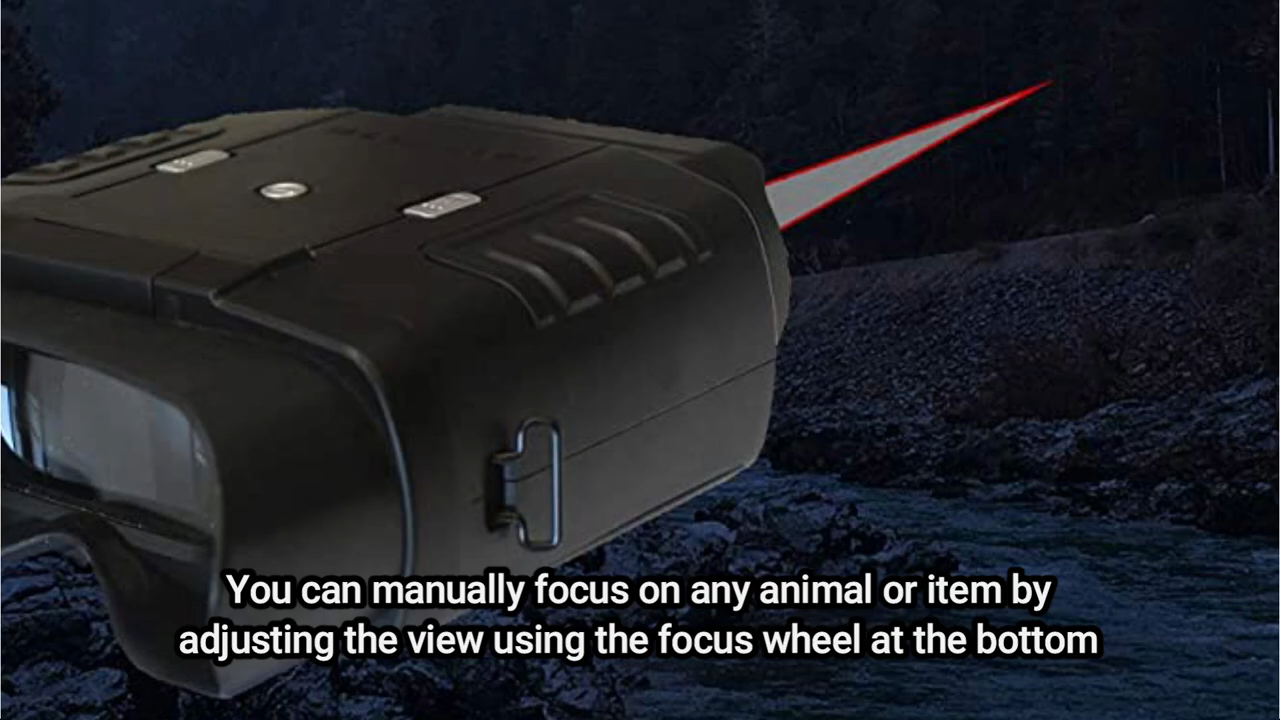 You can manually focus on any animal or item by
adjusting the view using the focus wheel at the bottom